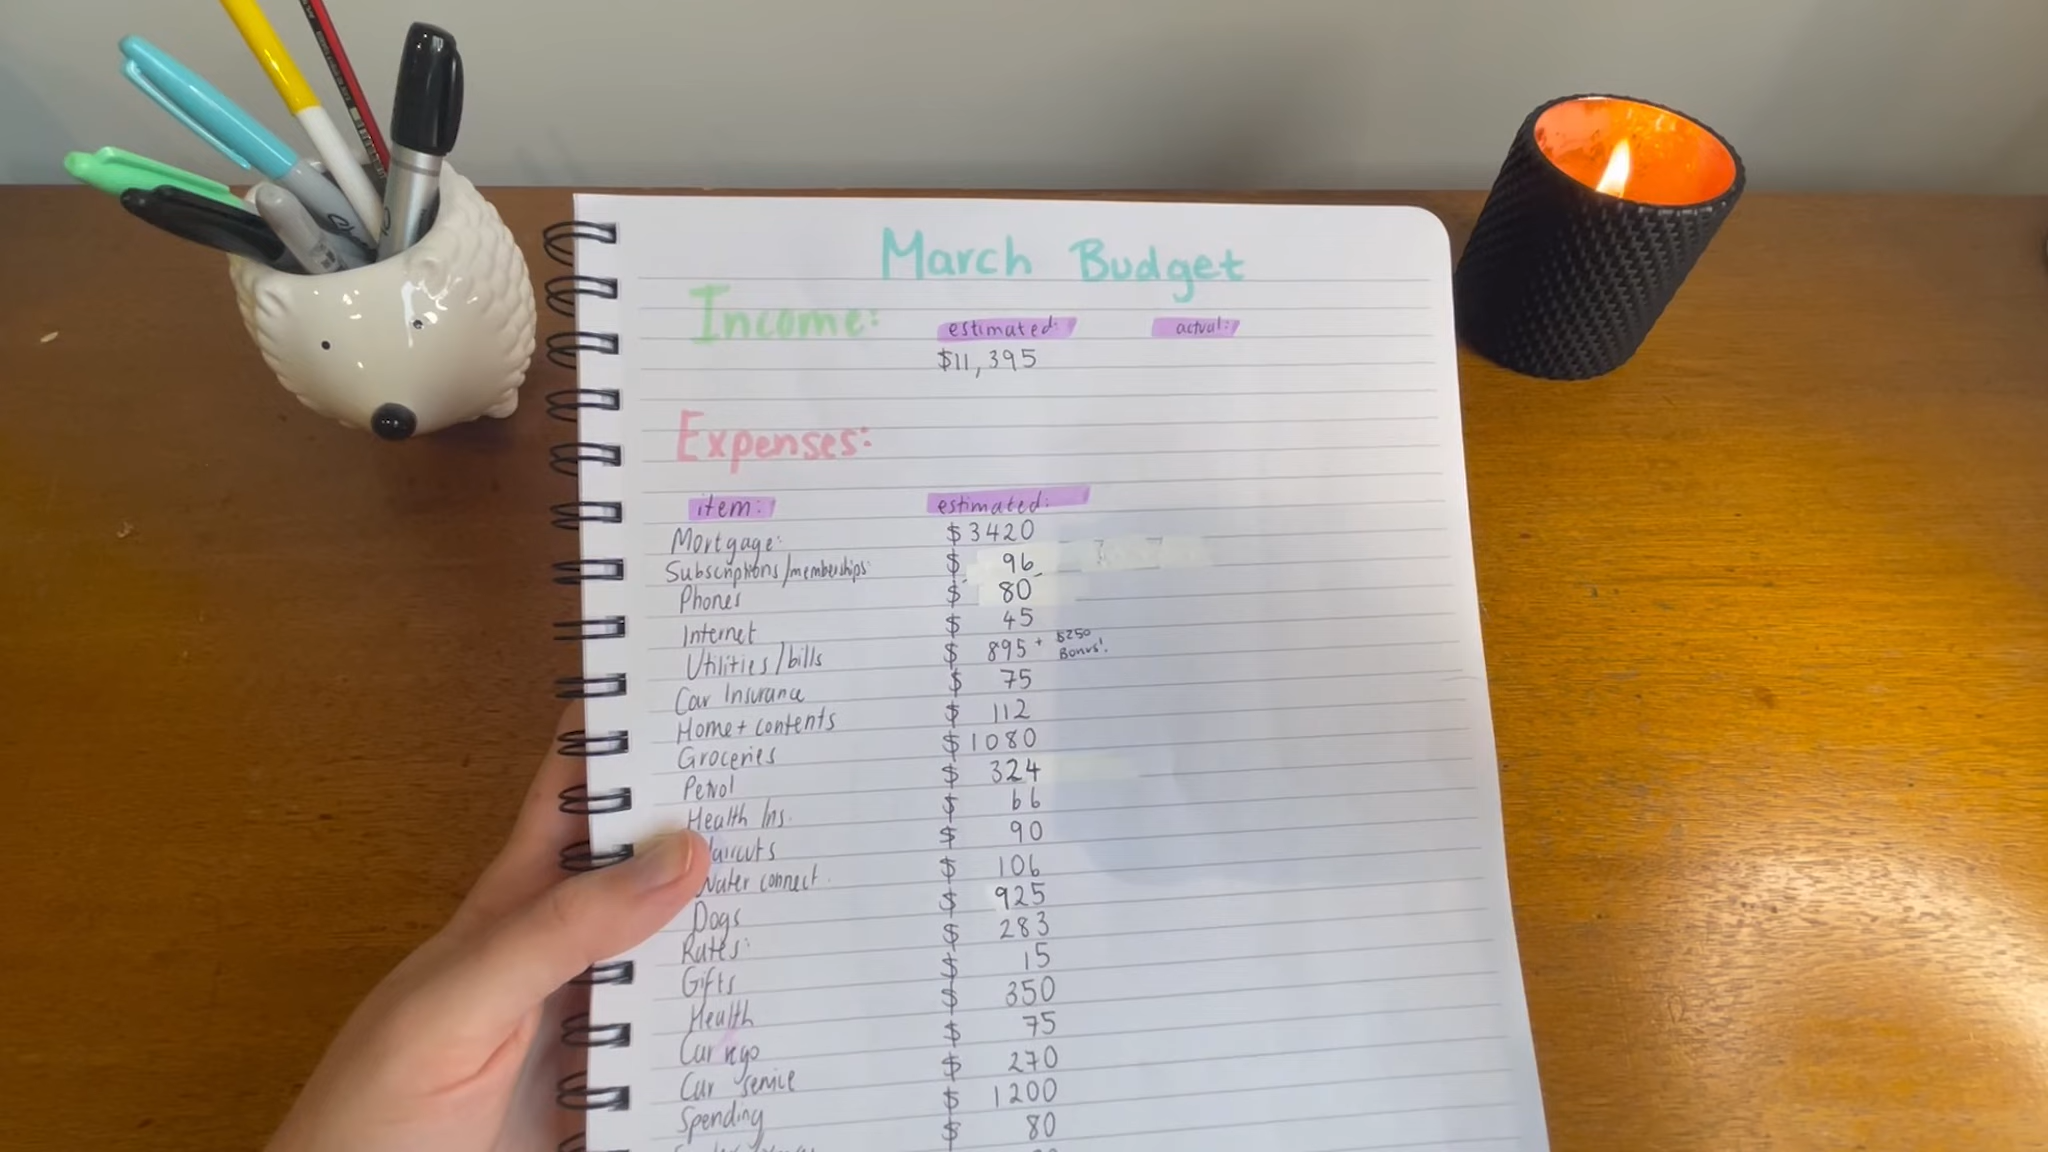 March Budget
Income:
estimated: actual:
$11,395
Expenses:
item: estimated:
Mortgage: $3420
Subscriptions/memberships: $ 96
Phones $ 80
Internet $ 45
Utilities/bills $ 895 + $250 Bonus!
Car Insurance $ 75
Home + contents $ 112
Groceries $1080
Petrol $ 324
Health Ins. $ 66
Haircuts $ 90
Water connect. $ 106
Dogs $ 925
Rates: $ 283
Gifts $ 15
Health $ 350
Car rego $ 75
Car service $ 270
Spending $ 1200
$ 80